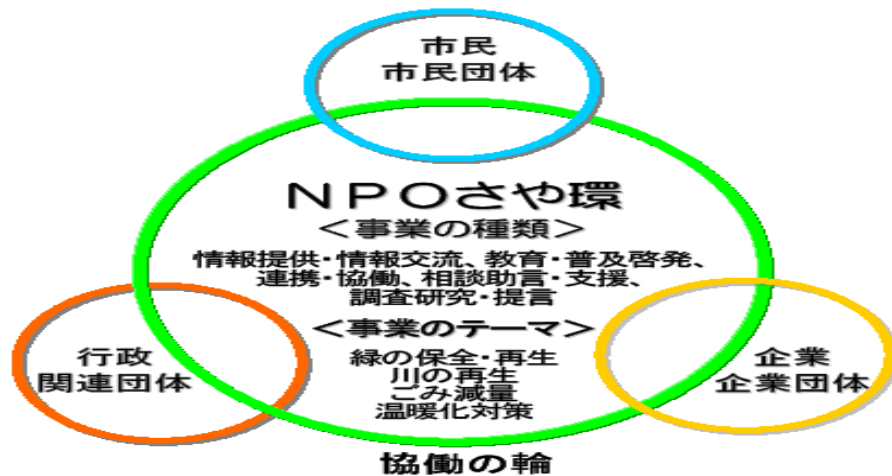 市民
市民団体
NPOさや環
＜事業の種類＞
情報提供・情報交流、教育・普及啓発、
連携・協働、相談助言・支援、
調査研究・提言
＜事業のテーマ＞
緑の保全・再生
川の再生
ごみ減量
温暖化対策
行政
関連団体
企業
企業団体
協働の輪